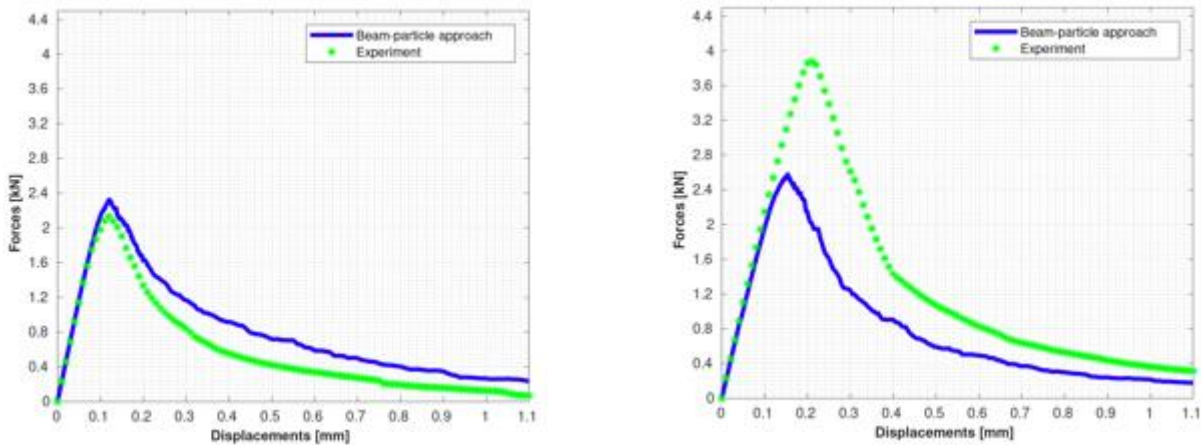 4.4
4
3.6
3.2
2.8
2.4
2
1.6
1.2
0.8
0.4
0
Forces [kN]
Beam-particle approach
Experiment
0 0.1 0.2 0.3 0.4 0.5 0.6 0.7 0.8 0.9 1 1.1
Displacements [mm]
4.4
4
3.6
3.2
2.8
2.4
2
1.6
1.2
0.8
0.4
0
Forces [kN]
Beam-particle approach
Experiment
0 0.1 0.2 0.3 0.4 0.5 0.6 0.7 0.8 0.9 1 1.1
Displacements [mm]